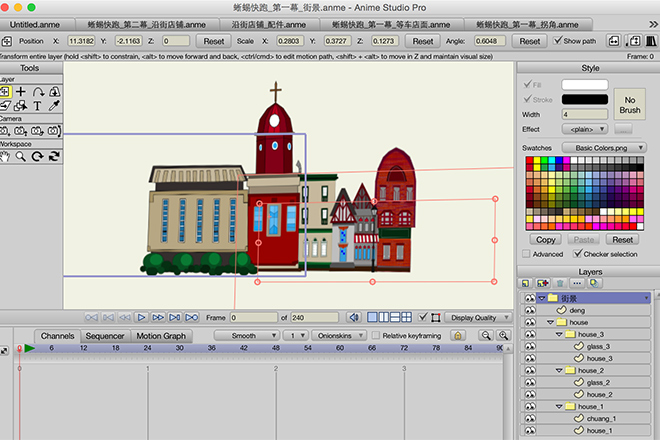 蜥蜴快跑_第一幕_街景.anme - Anime Studio Pro
Untitled.anme 蜥蜴快跑_第二幕_沿街店铺.anme 沿街店铺_配件.anme 蜥蜴快跑_第一幕_等车店面.anme 蜥蜴快跑_第一幕_拐角.anme
Position X: 11.3182 Y: -2.1163 Z: 0 Reset Scale X: 0.2803 Y: 0.3727 Z: 0.1273 Reset Angle: 0.6048 Reset Show path
Transform entire layer (hold <shift> to constrain, <alt> to move forward and back, <ctrl/cmd> to edit motion path, <shift> + <alt> to move in Z and maintain visual size) Frame: 0
Tools
Layer
Camera
Workspace
Style
Fill
Stroke
No Brush
Width 4
Effect <plain> ...
Swatches Basic Colors.png
Copy Paste Reset
Advanced Checker selection
Layers
街景
deng
house
house_3
glass_3
house_3
house_2
glass_2
house_2
house_1
chuang_1
house_1
Frame 0 of 240 Display Quality
Channels Sequencer Motion Graph Smooth 1 Onionskins Relative keyframing
0 6 12 18 24 30 36 42 48 54 60 66 72 78 84
0 1 2 3